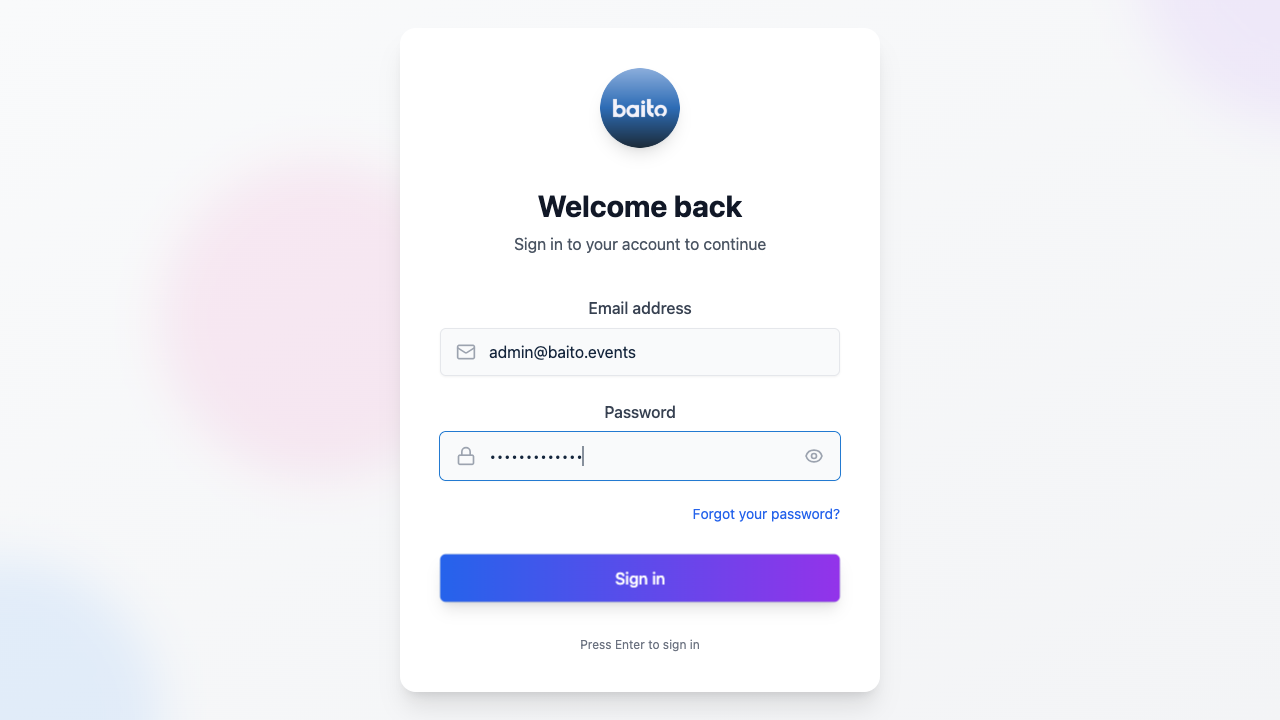 baito
Welcome back
Sign in to your account to continue
Email address
admin@baito.events
Password
•••••••••••••
Forgot your password?
Sign in
Press Enter to sign in